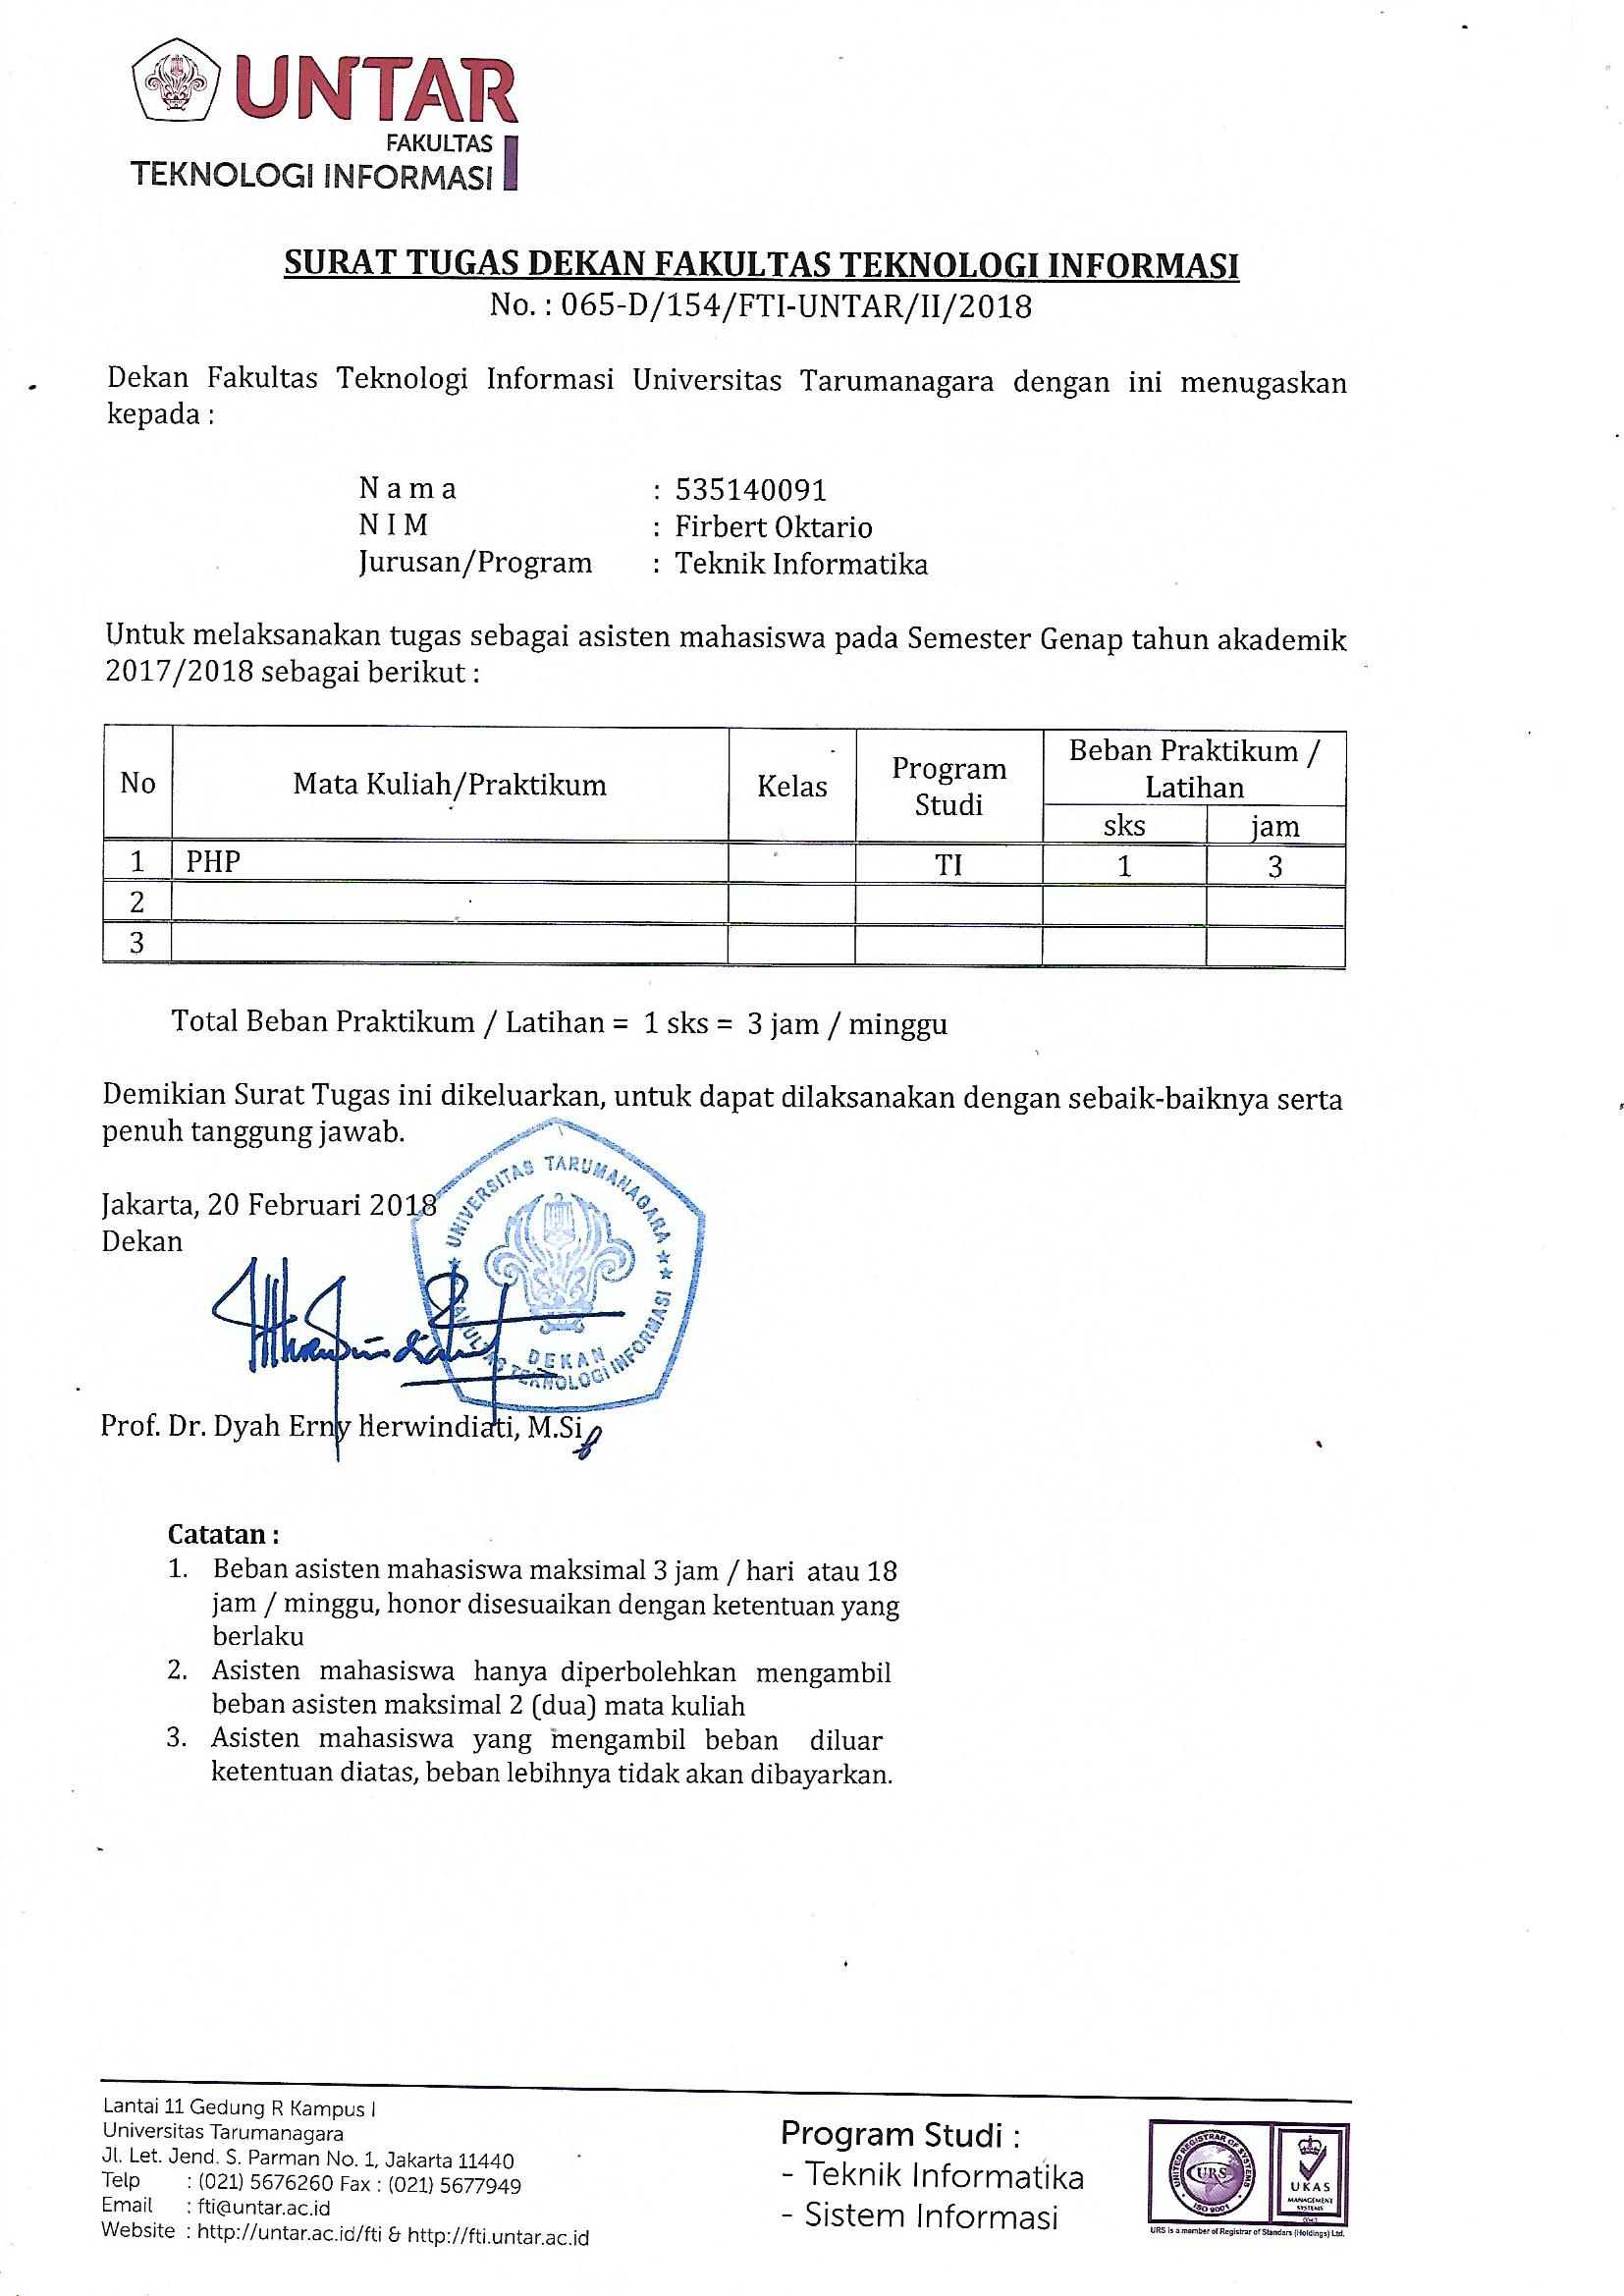 UNTAR
FAKULTAS
TEKNOLOGI INFORMASI
SURAT TUGAS DEKAN FAKULTAS TEKNOLOGI INFORMASI
No. : 065-D/154/FTI-UNTAR/II/2018
Dekan Fakultas Teknologi Informasi Universitas Tarumanagara dengan ini menugaskan
kepada :
N a m a : 535140091
N I M : Firbert Oktario
Jurusan/Program : Teknik Informatika
Untuk melaksanakan tugas sebagai asisten mahasiswa pada Semester Genap tahun akademik
2017/2018 sebagai berikut :
No Mata Kuliah/Praktikum Kelas Program Studi Beban Praktikum / Latihan
sks jam
1 PHP TI 1 3
2
3
Total Beban Praktikum / Latihan = 1 sks = 3 jam / minggu
Demikian Surat Tugas ini dikeluarkan, untuk dapat dilaksanakan dengan sebaik-baiknya serta
penuh tanggung jawab.
Jakarta, 20 Februari 2018
Dekan
UNIVERSITAS TARUMANAGARA
FAKULTAS TEKNOLOGI INFORMASI
DEKAN
Prof. Dr. Dyah Erny Herwindiati, M.Si
Catatan :
1. Beban asisten mahasiswa maksimal 3 jam / hari atau 18
jam / minggu, honor disesuaikan dengan ketentuan yang
berlaku
2. Asisten mahasiswa hanya diperbolehkan mengambil
beban asisten maksimal 2 (dua) mata kuliah
3. Asisten mahasiswa yang mengambil beban diluar
ketentuan diatas, beban lebihnya tidak akan dibayarkan.
Lantai 11 Gedung R Kampus I
Universitas Tarumanagara
Jl. Let. Jend. S. Parman No. 1, Jakarta 11440
Telp : (021) 5676260 Fax : (021) 5677949
Email : fti@untar.ac.id
Website : http://untar.ac.id/fti & http://fti.untar.ac.id
Program Studi :
- Teknik Informatika
- Sistem Informasi
UNITED REGISTRAR OF SYSTEMS
URS
ISO 9001
UKAS
MANAGEMENT
SYSTEMS
URS is a member of Registrar of Standars (Holdings) Ltd.